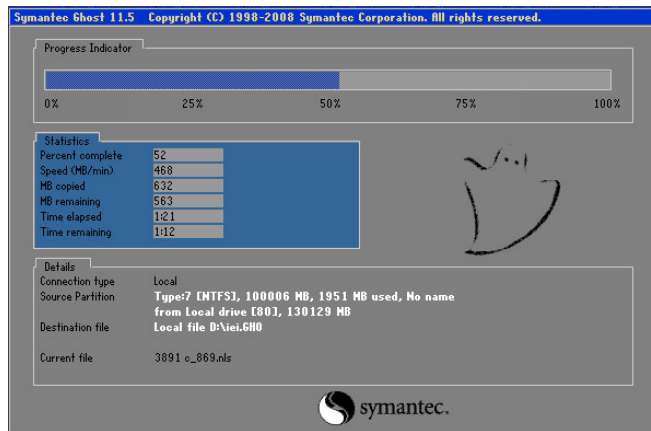 Symantec Ghost 11.5 Copyright (C) 1998-2008 Symantec Corporation. All rights reserved.
Progress Indicator
0% 25% 50% 75% 100%
Statistics
Percent complete 52
Speed (MB/min) 468
MB copied 632
MB remaining 563
Time elapsed 1:21
Time remaining 1:12
Details
Connection type Local
Source Partition Type:7 [NTFS], 100006 MB, 1951 MB used, No name
from Local drive [80], 130129 MB
Destination file Local file D:\iei.GHO
Current file 3891 c_869.nls
symantec.